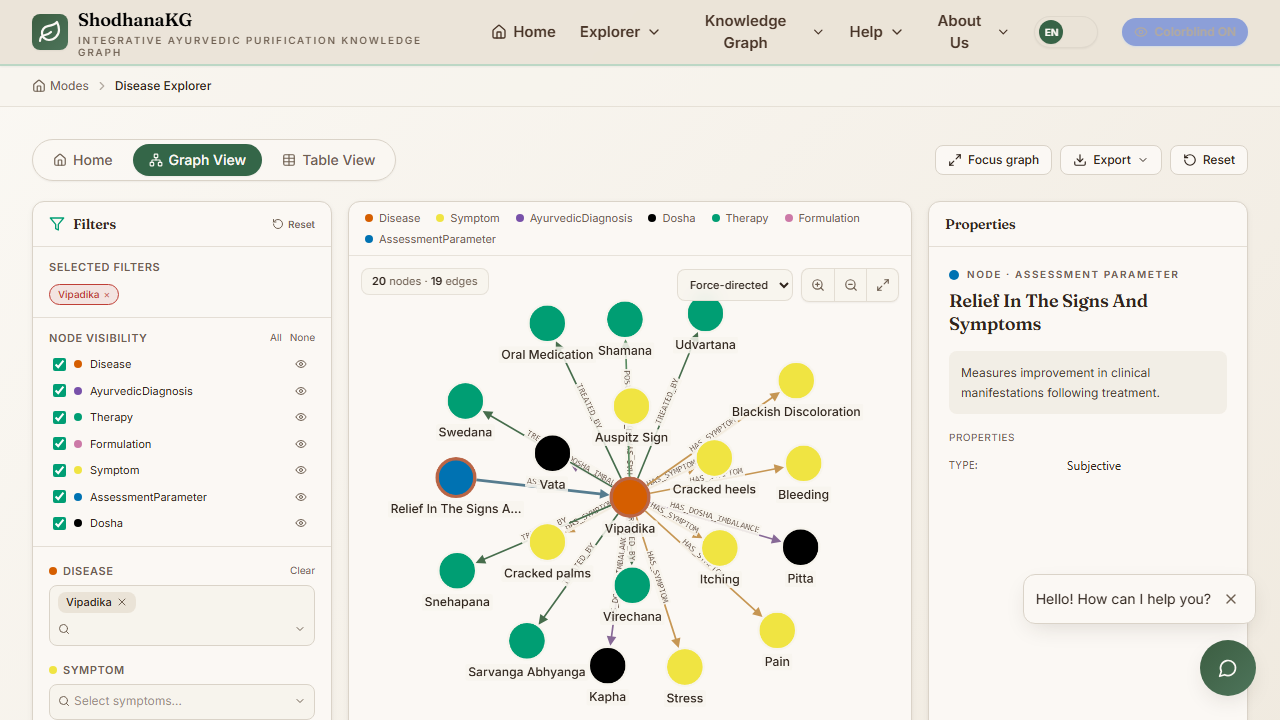 ShodhanaKG
INTEGRATIVE AYURVEDIC PURIFICATION KNOWLEDGE
GRAPH
Home
Explorer
Knowledge
Graph
Help
About
Us
EN
Colorblind ON
Modes
Disease Explorer
Home
Graph View
Table View
Focus graph
Export
Reset
Filters
Reset
SELECTED FILTERS
Vipadika ×
NODE VISIBILITY
All None
Disease
AyurvedicDiagnosis
Therapy
Formulation
Symptom
AssessmentParameter
Dosha
DISEASE
Clear
Vipadika
SYMPTOM
Select symptoms...
Disease Symptom AyurvedicDiagnosis Dosha Therapy Formulation
AssessmentParameter
20 nodes · 19 edges
Force-directed
Oral Medication
Shamana
Udvartana
TREATED_BY
TREATED_BY
Blackish Discoloration
Swedana
Auspitz Sign
Vata
Cracked heels
Bleeding
Relief In The Signs A...
Vipadika
HAS_DOSHA_IMBALANCE
Cracked palms
Itching
Pitta
Snehapana
Virechana
HAS_SYMPTOM
Pain
Sarvanga Abhyanga
Kapha
Stress
Properties
NODE · ASSESSMENT PARAMETER
Relief In The Signs And
Symptoms
Measures improvement in clinical
manifestations following treatment.
PROPERTIES
TYPE: Subjective
Hello! How can I help you?